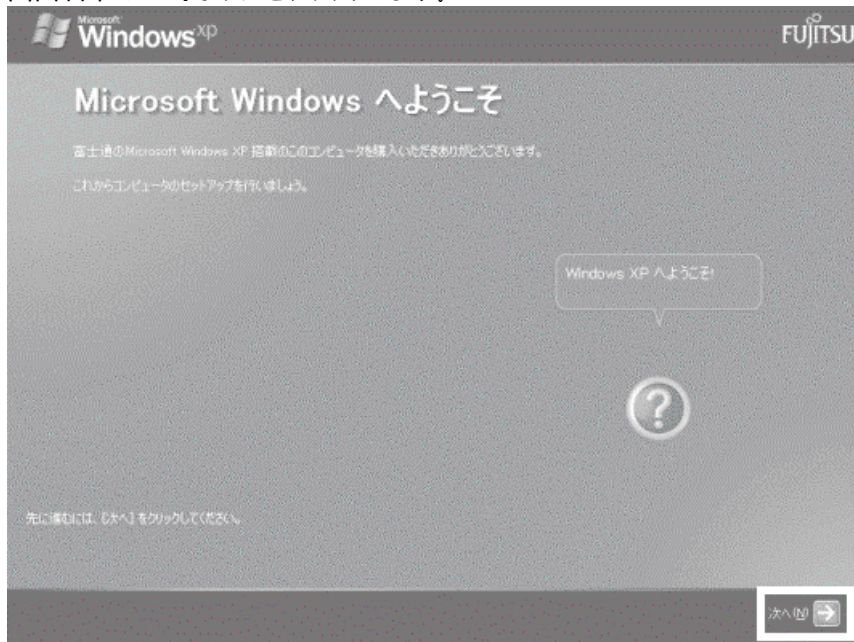 Microsoft
Windows xp
FUJITSU
Microsoft Windows へようこそ
富士通のMicrosoft Windows XP 搭載のこのコンピュータを購入いただきありがとうございます。
これからコンピュータのセットアップを行いましょう。
Windows XP へようこそ!
先に進むには、[次へ] をクリックしてください。
次へ(N)